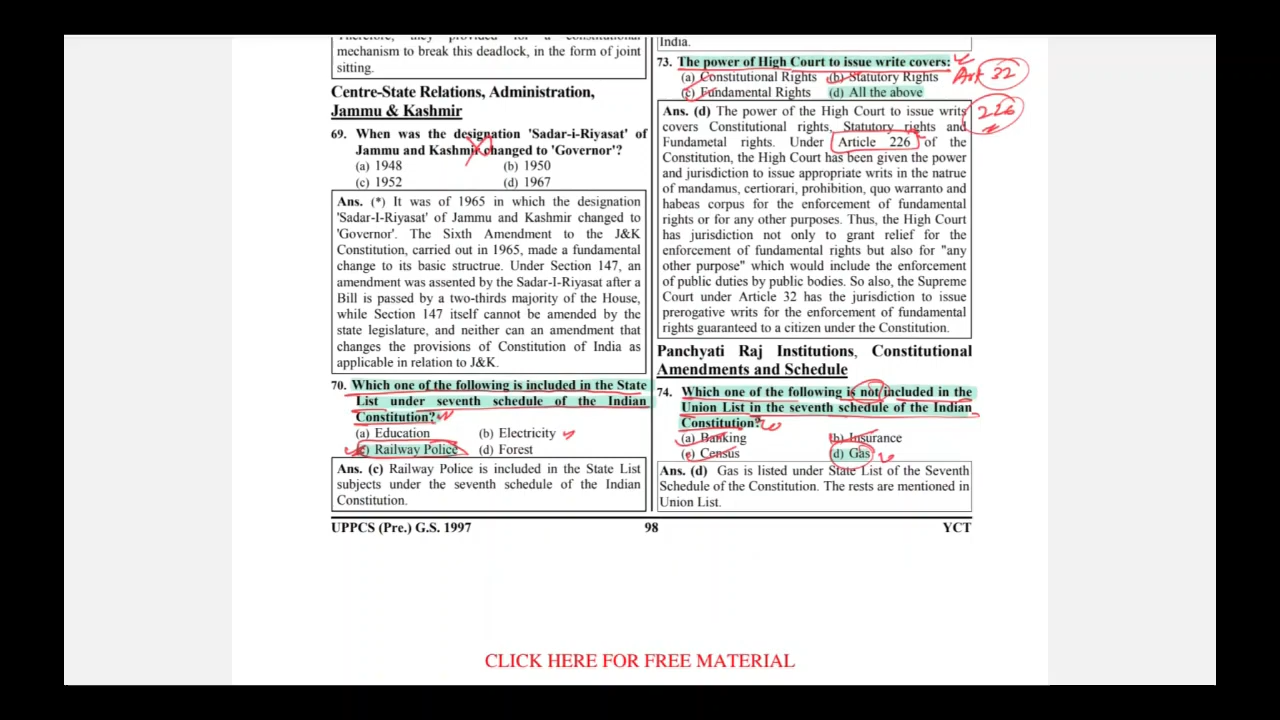 Therefore, they provided for a constitutional
mechanism to break this deadlock, in the form of joint
sitting.
Centre-State Relations, Administration,
Jammu & Kashmir
69. When was the designation 'Sadar-i-Riyasat' of
Jammu and Kashmir changed to 'Governor'?
(a) 1948 (b) 1950
(c) 1952 (d) 1967
Ans. (*) It was of 1965 in which the designation
'Sadar-I-Riyasat' of Jammu and Kashmir changed to
'Governor'. The Sixth Amendment to the J&K
Constitution, carried out in 1965, made a fundamental
change to its basic structrue. Under Section 147, an
amendment was assented by the Sadar-I-Riyasat after a
Bill is passed by a two-thirds majority of the House,
while Section 147 itself cannot be amended by the
state legislature, and neither can an amendment that
changes the provisions of Constitution of India as
applicable in relation to J&K.
70. Which one of the following is included in the State
List under seventh schedule of the Indian
Constitution?
(a) Education (b) Electricity
(c) Railway Police (d) Forest
Ans. (c) Railway Police is included in the State List
subjects under the seventh schedule of the Indian
Constitution.
India.
73. The power of High Court to issue write covers:
(a) Constitutional Rights (b) Statutory Rights
Art 32
(c) Fundamental Rights (d) All the above
226
Ans. (d) The power of the High Court to issue writs
covers Constitutional rights, Statutory rights and
Fundametal rights. Under Article 226 of the
Constitution, the High Court has been given the power
and jurisdiction to issue appropriate writs in the natrue
of mandamus, certiorari, prohibition, quo warranto and
habeas corpus for the enforcement of fundamental
rights or for any other purposes. Thus, the High Court
has jurisdiction not only to grant relief for the
enforcement of fundamental rights but also for "any
other purpose" which would include the enforcement
of public duties by public bodies. So also, the Supreme
Court under Article 32 has the jurisdiction to issue
prerogative writs for the enforcement of fundamental
rights guaranteed to a citizen under the Constitution.
Panchyati Raj Institutions, Constitutional
Amendments and Schedule
74. Which one of the following is not included in the
Union List in the seventh schedule of the Indian
Constitution?
(a) Banking (b) Insurance
(c) Census (d) Gas
Ans. (d) Gas is listed under State List of the Seventh
Schedule of the Constitution. The rests are mentioned in
Union List.
UPPCS (Pre.) G.S. 1997 98 YCT
CLICK HERE FOR FREE MATERIAL